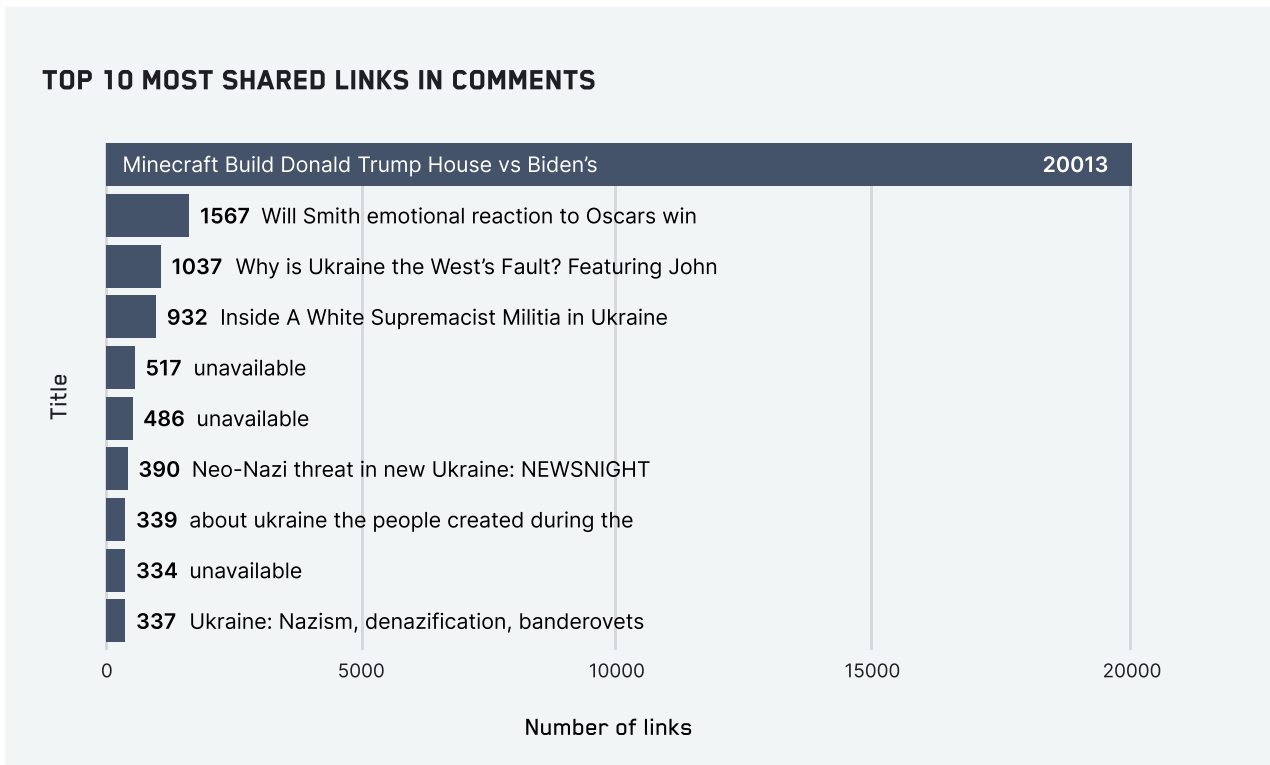 TOP 10 MOST SHARED LINKS IN COMMENTS
Minecraft Build Donald Trump House vs Biden’s 20013
1567 Will Smith emotional reaction to Oscars win
1037 Why is Ukraine the West’s Fault? Featuring John
932 Inside A White Supremacist Militia in Ukraine
517 unavailable
486 unavailable
390 Neo-Nazi threat in new Ukraine: NEWSNIGHT
339 about ukraine the people created during the
334 unavailable
337 Ukraine: Nazism, denazification, banderovets
Title
0 5000 10000 15000 20000
Number of links